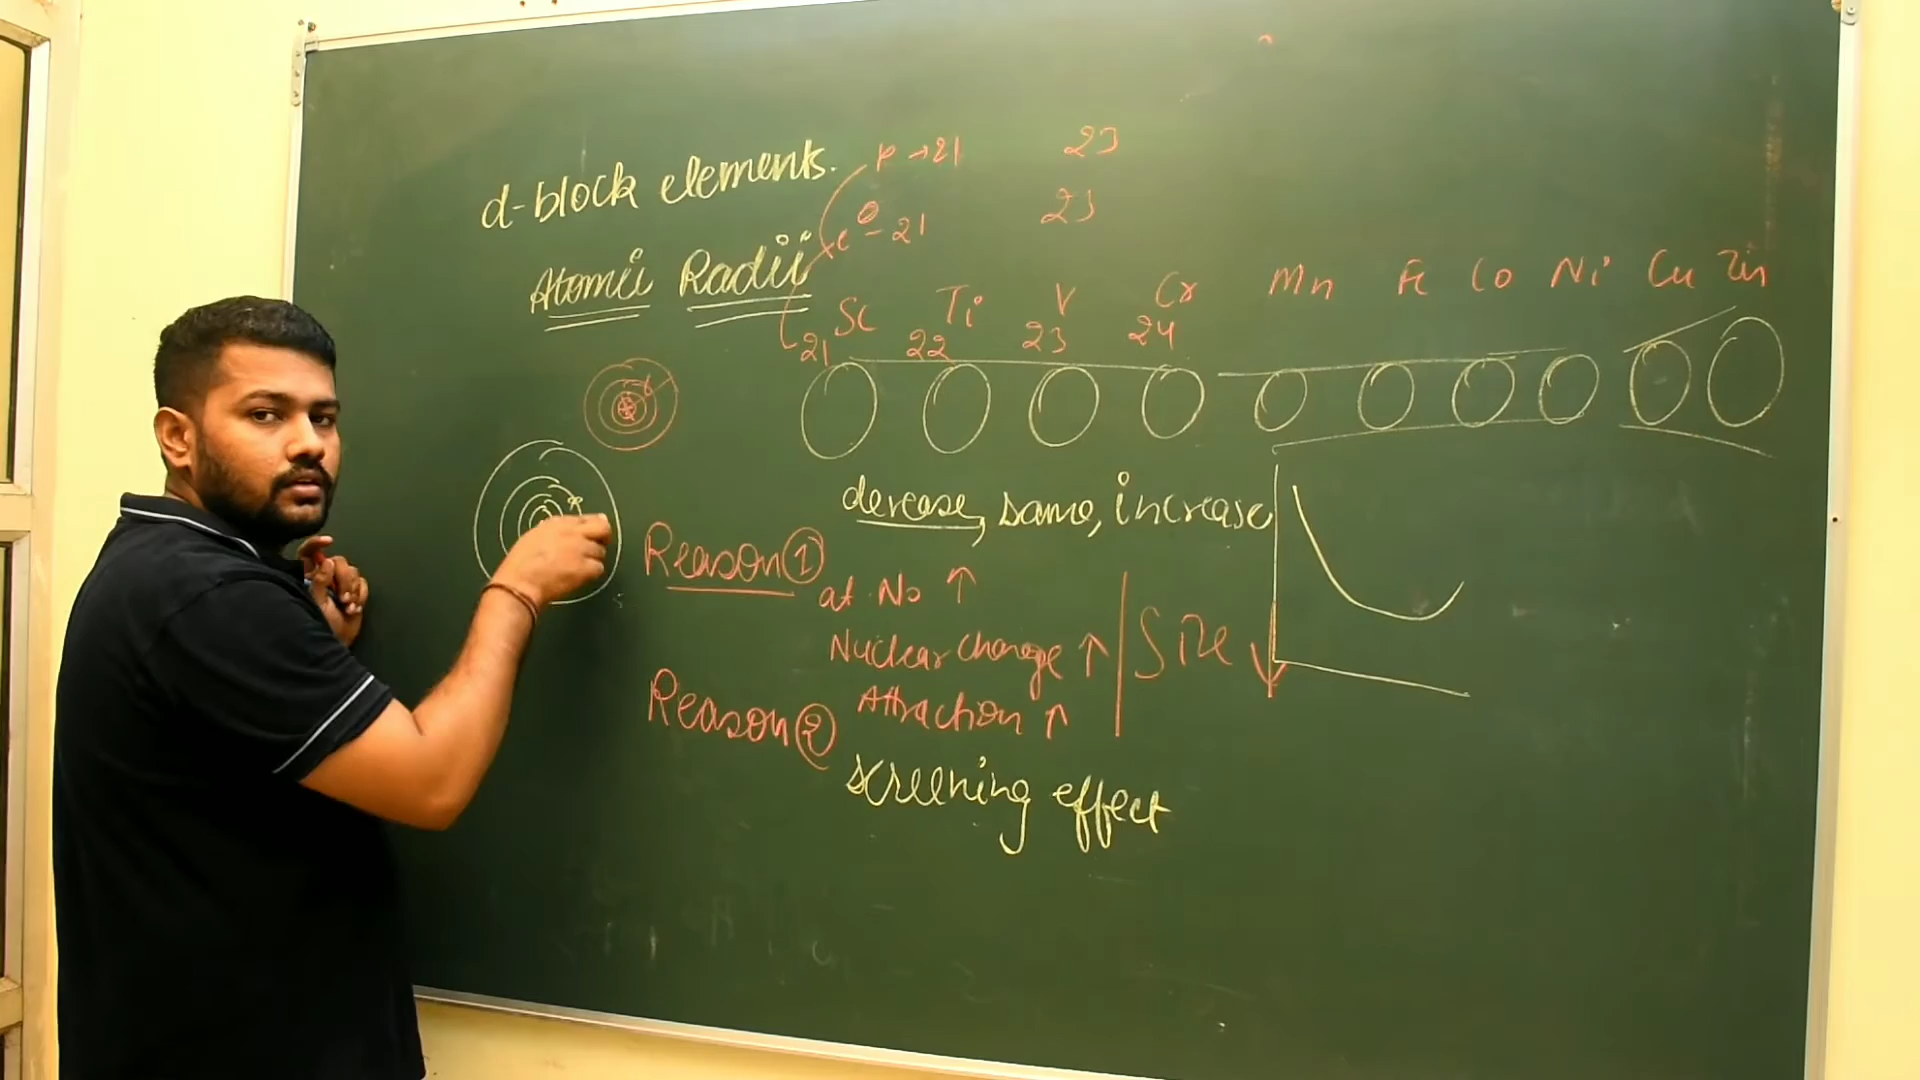 d-block elements.
p → 21
23
e⊖ - 21
23
Atomic Radii
Sc Ti V Cr Mn Fe Co Ni Cu Zn
21 22 23 24
derease, same, increase
Reason ①
at. No ↑
Nuclear Charge ↑
Size ↓
Attraction ↑
Reason ②
screening effect